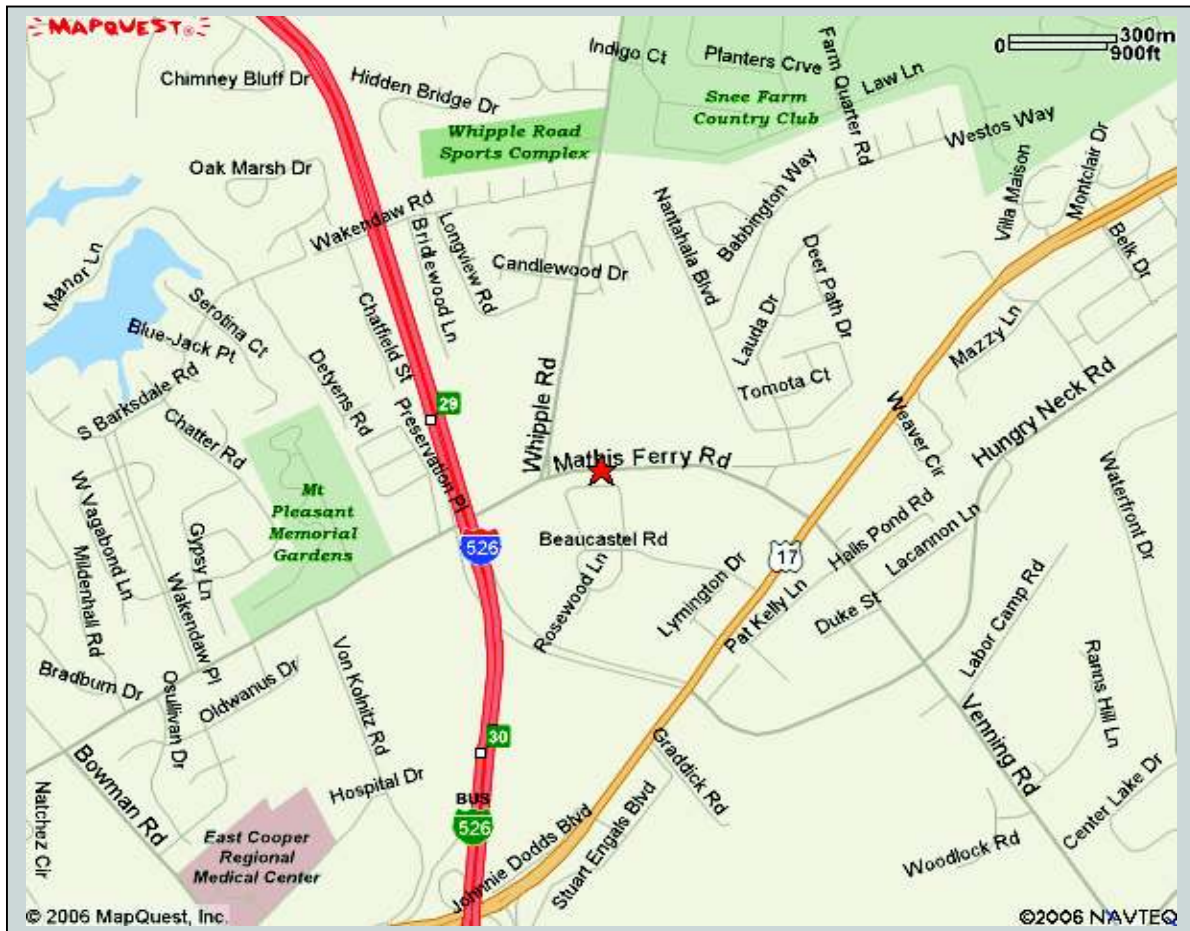 MAPQUEST®
300m
0
900ft
Indigo Ct
Planters Crve
Farm Quarter Rd
Law Ln
Chimney Bluff Dr
Hidden Bridge Dr
Snee Farm
Country Club
Whipple Road
Sports Complex
Westos Way
Oak Marsh Dr
Wakendaw Rd
Bridlewood Ln
Longview Rd
Candlewood Dr
Nantahala Blvd
Babbington Way
Villa Maison
Montclair Dr
Belk Dr
Manor Ln
Serotina Ct
Blue-Jack Pt
Chatfield St
Detyens Rd
Deer Path Dr
Lauda Dr
Mazzy Ln
Tomota Ct
S Barksdale Rd
Chatter Rd
29
Preservation Pl
Whipple Rd
Mathis Ferry Rd
Weaver Cir
Hungry Neck Rd
W Vagabond Ln
Mildenhall Rd
Gypsy Ln
Wakendaw Pl
Mt
Pleasant
Memorial
Gardens
526
Beaucastel Rd
Rosewood Ln
Lymington Dr
17
Halls Pond Rd
Lacannon Ln
Pat Kelly Ln
Duke St
Waterfront Dr
Labor Camp Rd
Ranns Hill Ln
Bradburn Dr
Osullivan Dr
Oldwanus Dr
Von Kolnitz Rd
30
Graddick Rd
Venning Rd
Bowman Rd
Hospital Dr
Natchez Cir
BUS
526
East Cooper
Regional
Medical Center
Johnnie Dodds Blvd
Stuart Engals Blvd
Woodlock Rd
Center Lake Dr
© 2006 MapQuest, Inc.
©2006 NAVTEQ